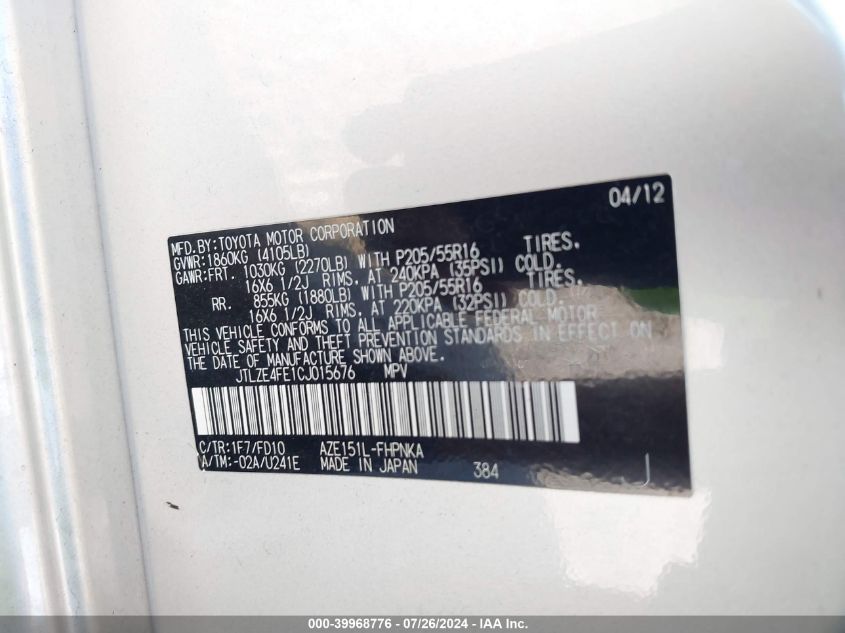 04/12
MFD.BY:TOYOTA MOTOR CORPORATION
GVWR:1860KG (4105LB)
GAWR:FRT. 1030KG (2270LB) WITH P205/55R16 TIRES,
16X6 1/2J RIMS, AT 240KPA (35PSI) COLD.
RR. 855KG (1880LB) WITH P205/55R16 TIRES,
16X6 1/2J RIMS, AT 220KPA (32PSI) COLD.
THIS VEHICLE CONFORMS TO ALL APPLICABLE FEDERAL MOTOR
VEHICLE SAFETY AND THEFT PREVENTION STANDARDS IN EFFECT ON
THE DATE OF MANUFACTURE SHOWN ABOVE.
JTLZE4FE1CJ015676 MPV
C/TR:1F7/FD10 AZE151L-FHPNKA
A/TM:-02A/U241E MADE IN JAPAN 384 J
000-39968776 - 07/26/2024 - IAA Inc.